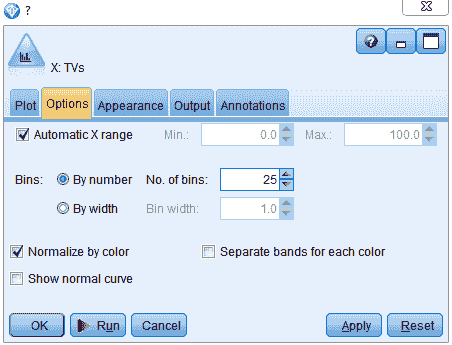 ?
X: TVs
Plot Options Appearance Output Annotations
Automatic X range Min.: 0.0 Max.: 100.0
Bins: By number No. of bins: 25
By width Bin width: 1.0
Normalize by color Separate bands for each color
Show normal curve
OK Run Cancel Apply Reset